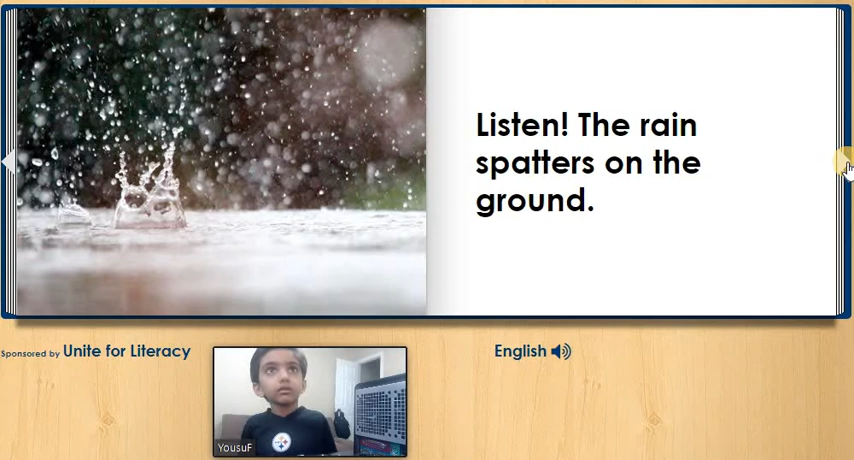 Listen! The rain
spatters on the
ground.
Sponsored by Unite for Literacy
English
YousuF